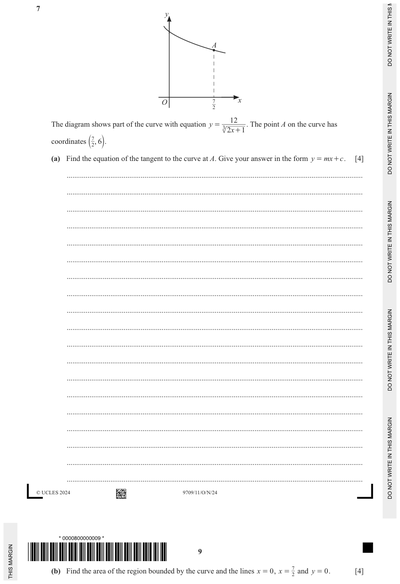 7
y
A
O
7/2
x
The diagram shows part of the curve with equation y = 12/∛(2x+1). The point A on the curve has
coordinates (7/2, 6).
(a) Find the equation of the tangent to the curve at A. Give your answer in the form y = mx + c. [4]
© UCLES 2024
9709/11/O/N/24
DO NOT WRITE IN THIS M
DO NOT WRITE IN THIS MARGIN
DO NOT WRITE IN THIS MARGIN
DO NOT WRITE IN THIS MARGIN
DO NOT WRITE IN THIS MARGIN
THIS MARGIN
* 0000800000009 *
9
(b) Find the area of the region bounded by the curve and the lines x = 0, x = 7/2 and y = 0. [4]